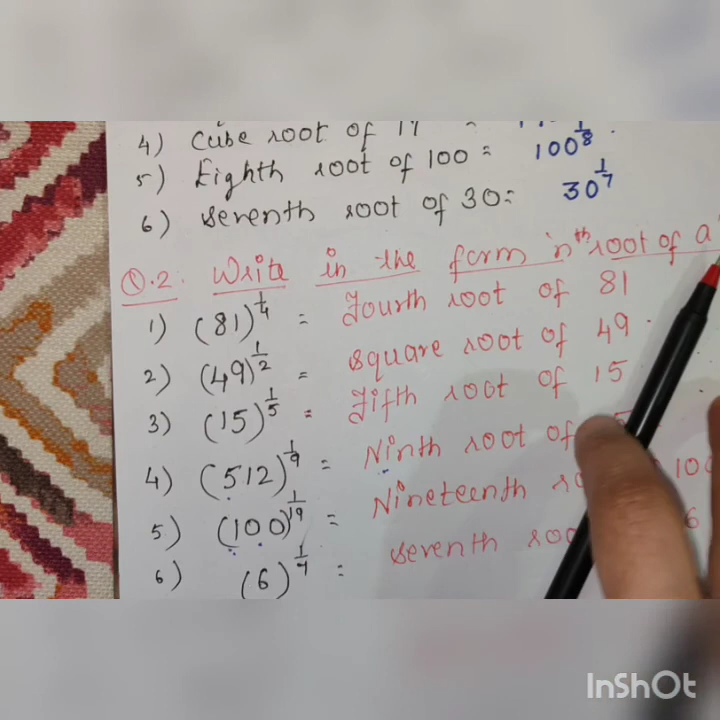 4) Cube root of 17 =
5) Eighth root of 100 = 100^(1/8).
6) Seventh root of 30 = 30^(1/7)
Q.2. Write in the form 'nth root of a'
1) (81)^(1/4) = Fourth root of 81
2) (49)^(1/2) = Square root of 49.
3) (15)^(1/5) = Fifth root of 15
4) (512)^(1/9) = Ninth root of
5) (100)^(1/19) = Nineteenth
6) (6)^(1/7) = Seventh 6
InShOt